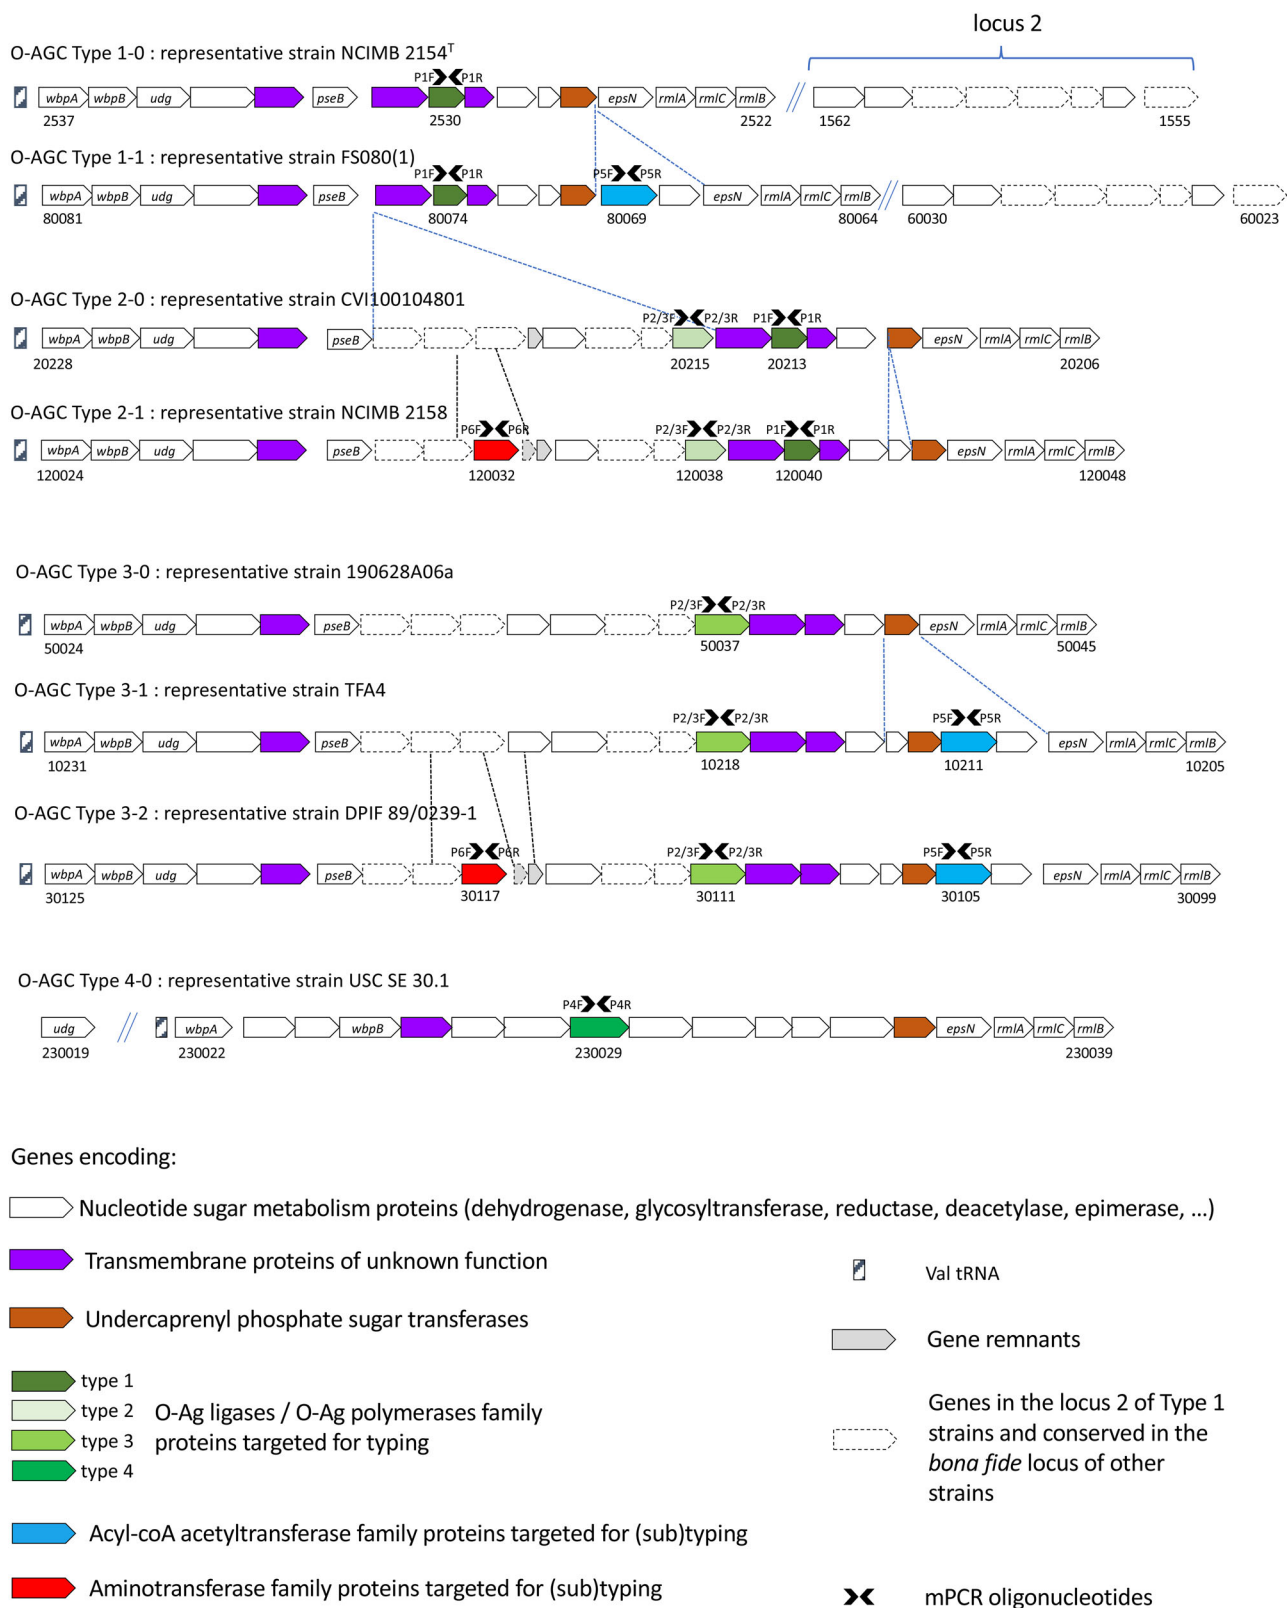 locus 2
O-AGC Type 1-0 : representative strain NCIMB 2154T
P1F P1R
wbpA wbpB udg pseB epsN rmlA rmlC rmlB
2537 2530 2522 1562 1555
O-AGC Type 1-1 : representative strain FS080(1)
P1F P1R P5F P5R
wbpA wbpB udg pseB epsN rmlA rmlC rmlB
80081 80074 80069 80064 60030 60023
O-AGC Type 2-0 : representative strain CVI100104801
P2/3F P2/3R P1F P1R
wbpA wbpB udg pseB epsN rmlA rmlC rmlB
20228 20215 20213 20206
O-AGC Type 2-1 : representative strain NCIMB 2158
P6F P6R P2/3F P2/3R P1F P1R
wbpA wbpB udg pseB epsN rmlA rmlC rmlB
120024 120032 120038 120040 120048
O-AGC Type 3-0 : representative strain 190628A06a
P2/3F P2/3R
wbpA wbpB udg pseB epsN rmlA rmlC rmlB
50024 50037 50045
O-AGC Type 3-1 : representative strain TFA4
P2/3F P2/3R P5F P5R
wbpA wbpB udg pseB epsN rmlA rmlC rmlB
10231 10218 10211 10205
O-AGC Type 3-2 : representative strain DPIF 89/0239-1
P6F P6R P2/3F P2/3R P5F P5R
wbpA wbpB udg pseB epsN rmlA rmlC rmlB
30125 30117 30111 30105 30099
O-AGC Type 4-0 : representative strain USC SE 30.1
P4F P4R
udg wbpA wbpB epsN rmlA rmlC rmlB
230019 230022 230029 230039
Genes encoding:
Nucleotide sugar metabolism proteins (dehydrogenase, glycosyltransferase, reductase, deacetylase, epimerase, ...)
Transmembrane proteins of unknown function
Val tRNA
Undercaprenyl phosphate sugar transferases
Gene remnants
type 1
type 2
type 3
type 4
O-Ag ligases / O-Ag polymerases family
proteins targeted for typing
Genes in the locus 2 of Type 1
strains and conserved in the
bona fide locus of other
strains
Acyl-coA acetyltransferase family proteins targeted for (sub)typing
Aminotransferase family proteins targeted for (sub)typing
mPCR oligonucleotides